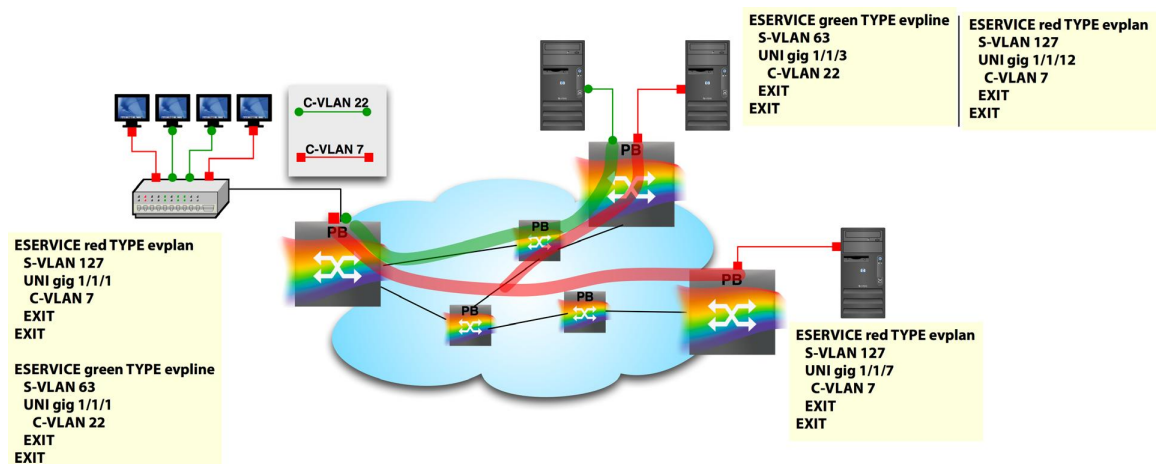 ESERVICE green TYPE evpline
S-VLAN 63
UNI gig 1/1/3
C-VLAN 22
EXIT
EXIT
ESERVICE red TYPE evplan
S-VLAN 127
UNI gig 1/1/12
C-VLAN 7
EXIT
EXIT
C-VLAN 22
C-VLAN 7
PB
PB
PB
PB
PB
PB
ESERVICE red TYPE evplan
S-VLAN 127
UNI gig 1/1/1
C-VLAN 7
EXIT
EXIT
ESERVICE green TYPE evpline
S-VLAN 63
UNI gig 1/1/1
C-VLAN 22
EXIT
EXIT
ESERVICE red TYPE evplan
S-VLAN 127
UNI gig 1/1/7
C-VLAN 7
EXIT
EXIT